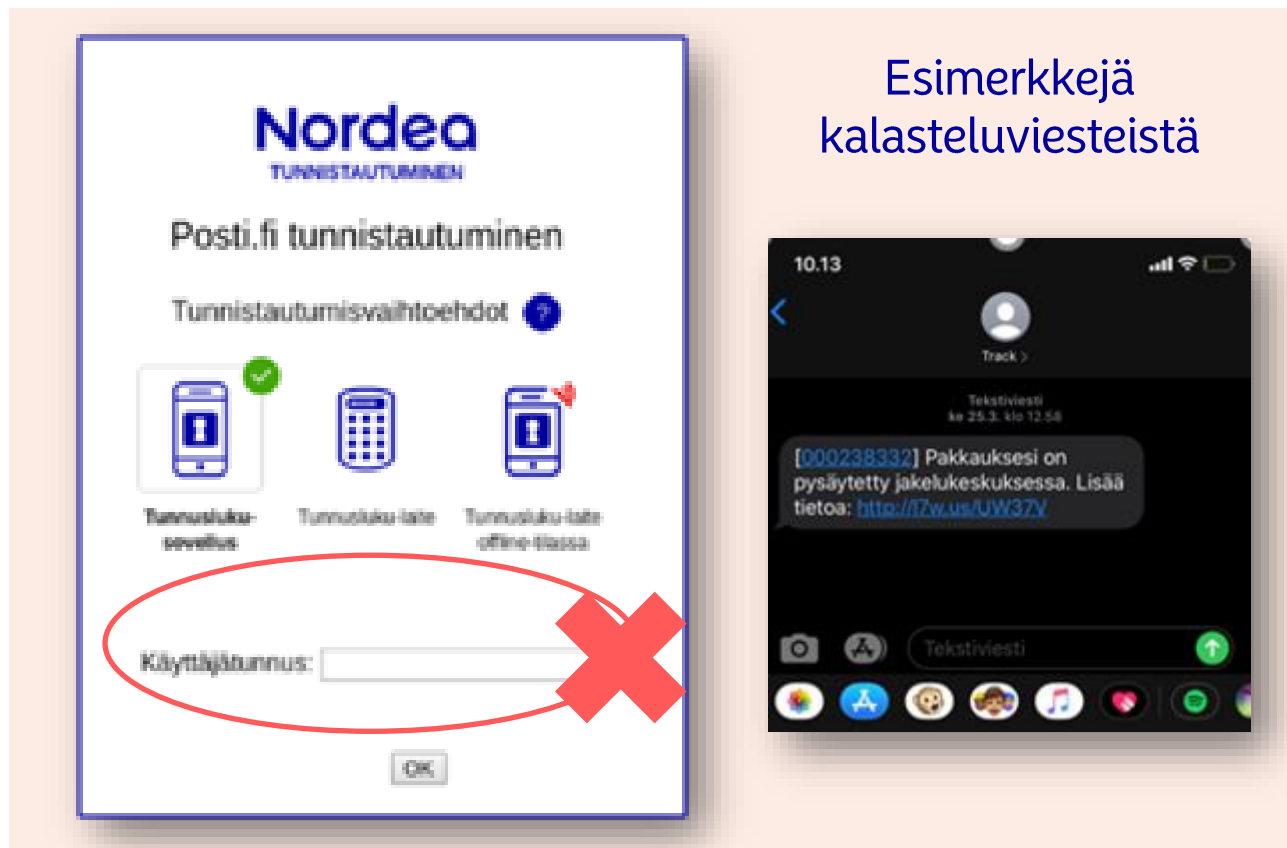 Nordea
TUNNISTAUTUMINEN
Posti.fi tunnistautuminen
Tunnistautumisvaihtoehdot ?
Tunnusluku-
sovellus
Tunnusluku-laite
Tunnusluku-laite
offline-tilassa
Käyttäjätunnus:
OK
Esimerkkejä
kalasteluviesteistä
10.13
Track >
Tekstiviesti
ke 25.3. klo 12.58
[000238332] Pakkauksesi on
pysäytetty jakelukeskuksessa. Lisää
tietoa: http://l7w.us/UW37V
Tekstiviesti